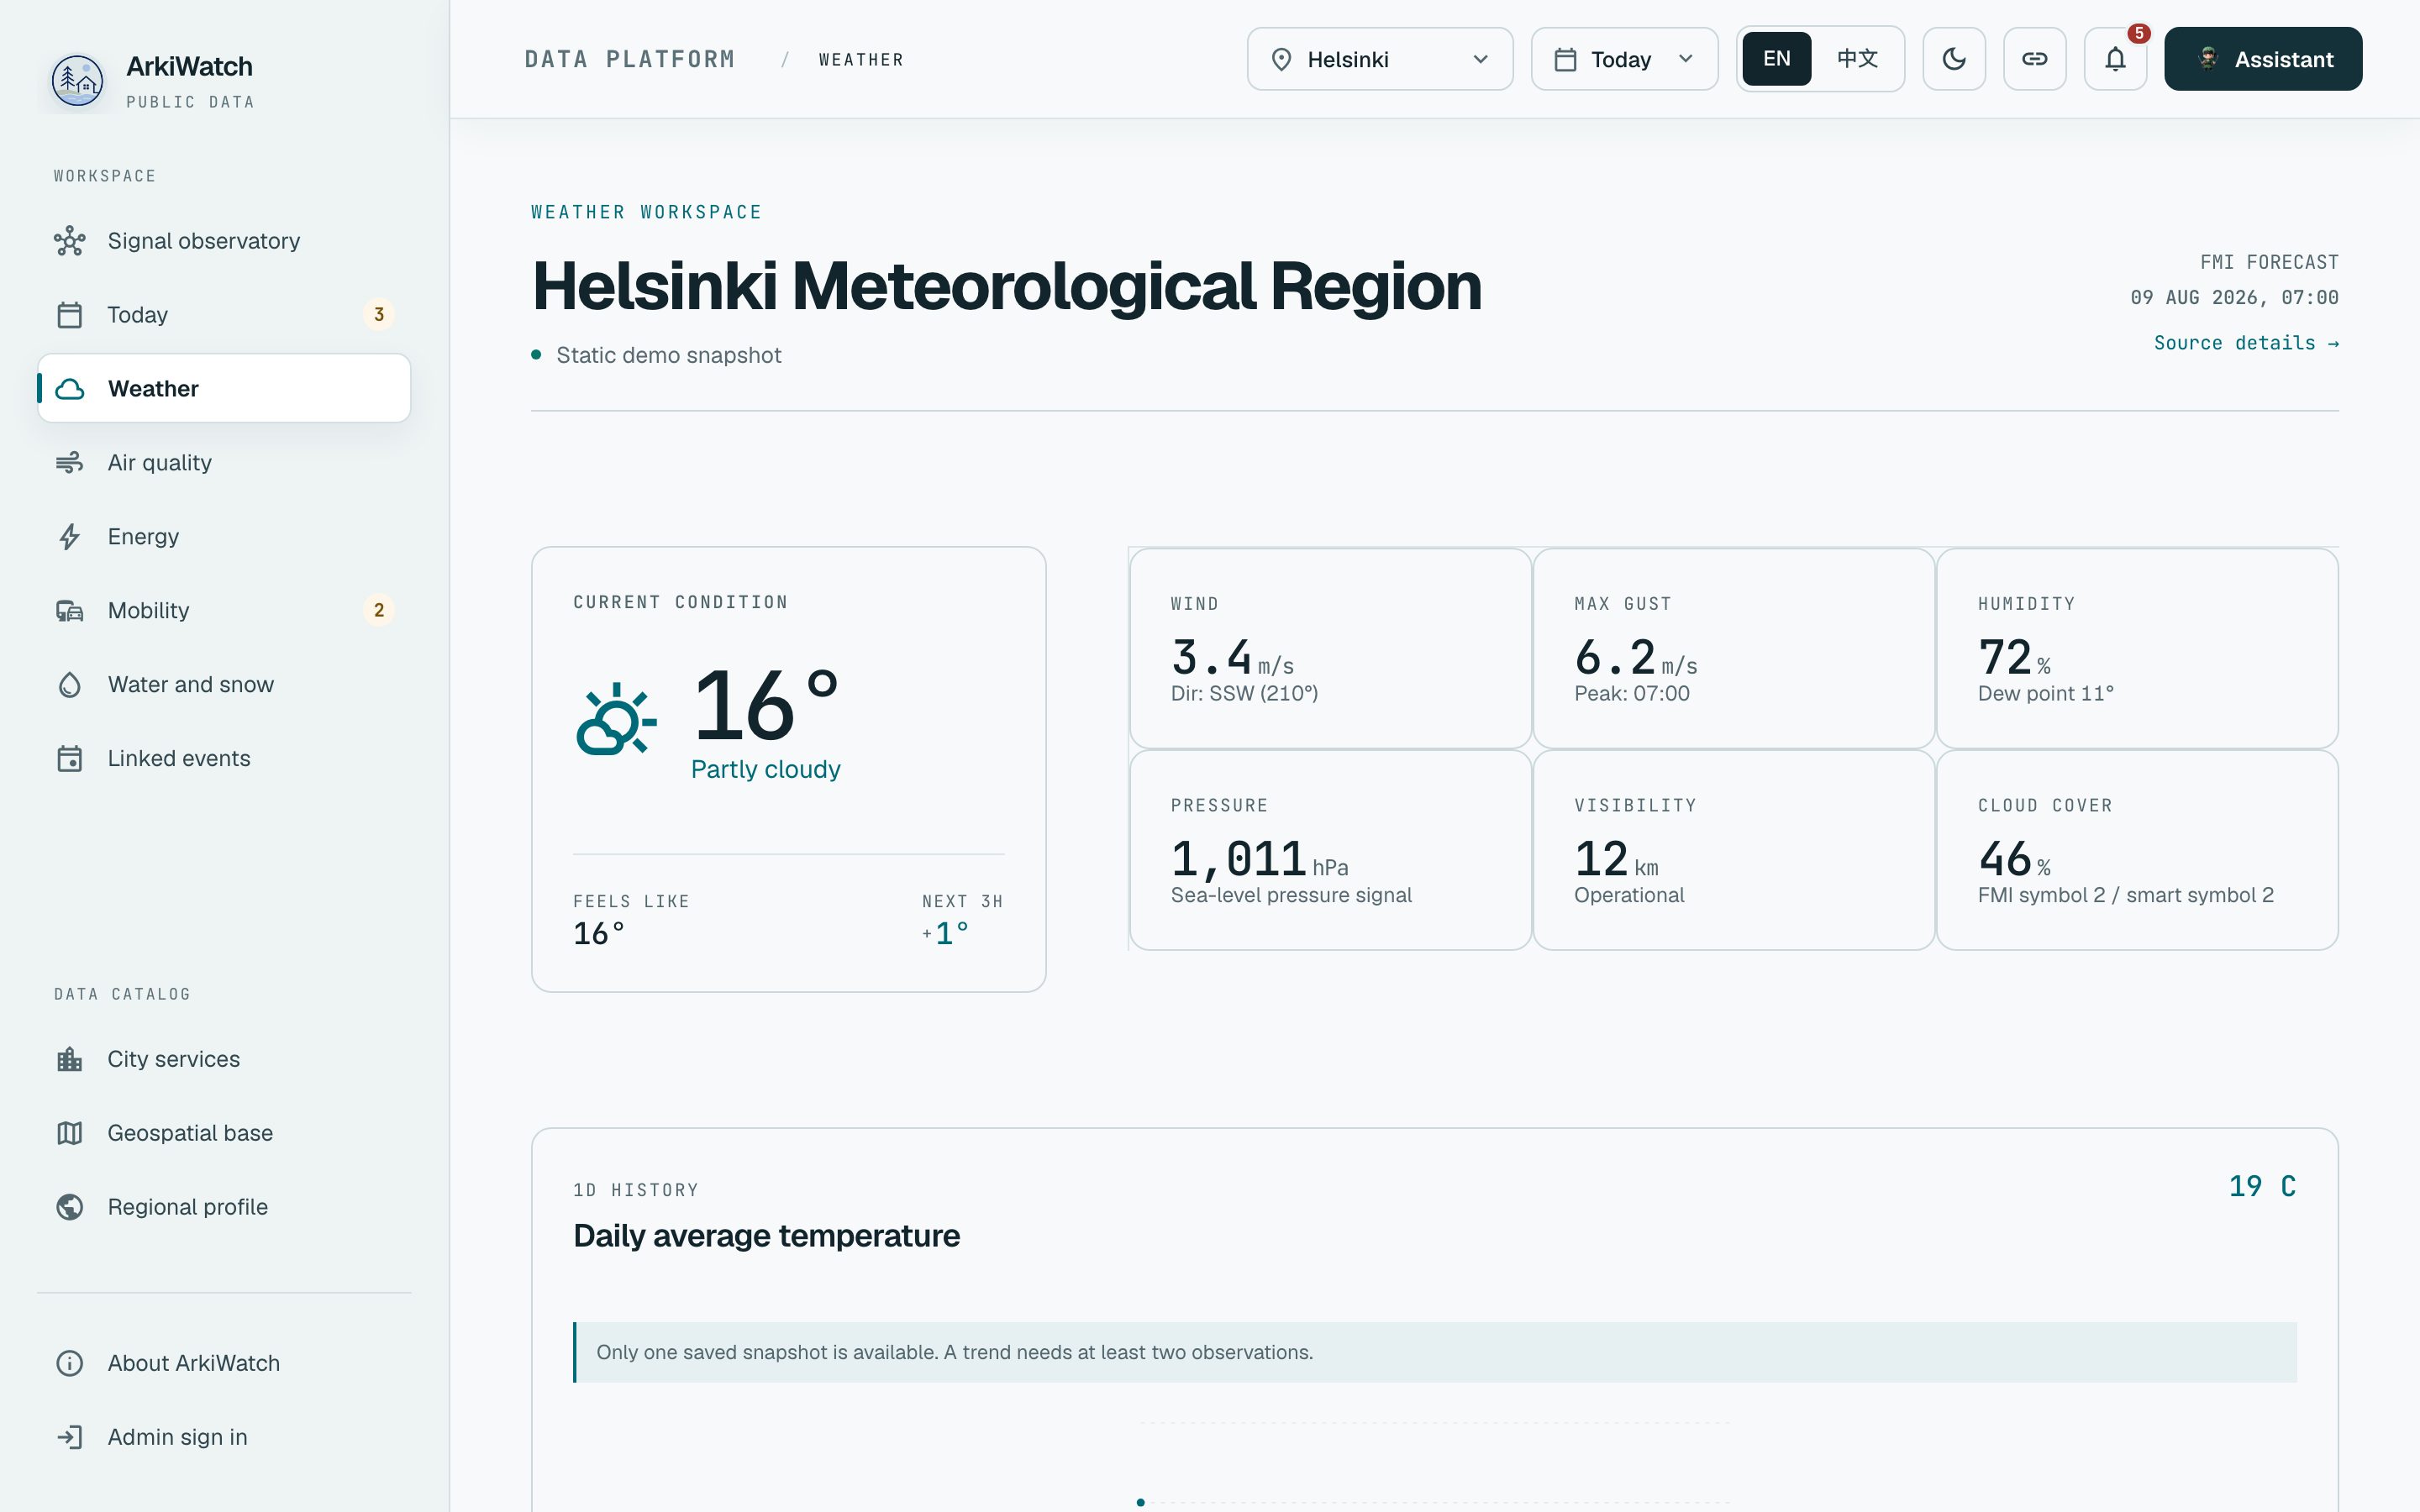 ArkiWatch
PUBLIC DATA
WORKSPACE
Signal observatory
Today 3
Weather
Air quality
Energy
Mobility 2
Water and snow
Linked events
DATA CATALOG
City services
Geospatial base
Regional profile
About ArkiWatch
Admin sign in
DATA PLATFORM / WEATHER
Helsinki
Today
EN 中文
5
Assistant
WEATHER WORKSPACE
Helsinki Meteorological Region
Static demo snapshot
FMI FORECAST
09 AUG 2026, 07:00
Source details →
CURRENT CONDITION
16°
Partly cloudy
FEELS LIKE
16°
NEXT 3H
+1°
WIND
3.4 m/s
Dir: SSW (210°)
MAX GUST
6.2 m/s
Peak: 07:00
HUMIDITY
72 %
Dew point 11°
PRESSURE
1,011 hPa
Sea-level pressure signal
VISIBILITY
12 km
Operational
CLOUD COVER
46 %
FMI symbol 2 / smart symbol 2
1D HISTORY
Daily average temperature
19 C
Only one saved snapshot is available. A trend needs at least two observations.